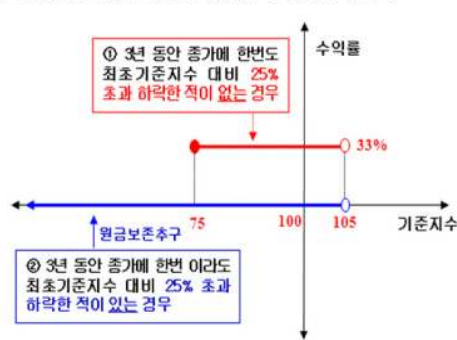 ① 3년 동안 종가에 한번도
최초기준지수 대비 25%
초과 하락한 적이 없는 경우
수익률
33%
75
100
105
기준지수
원금보존추구
② 3년 동안 종가에 한번 이라도
최초기준지수 대비 25% 초과
하락한 적이 있는 경우